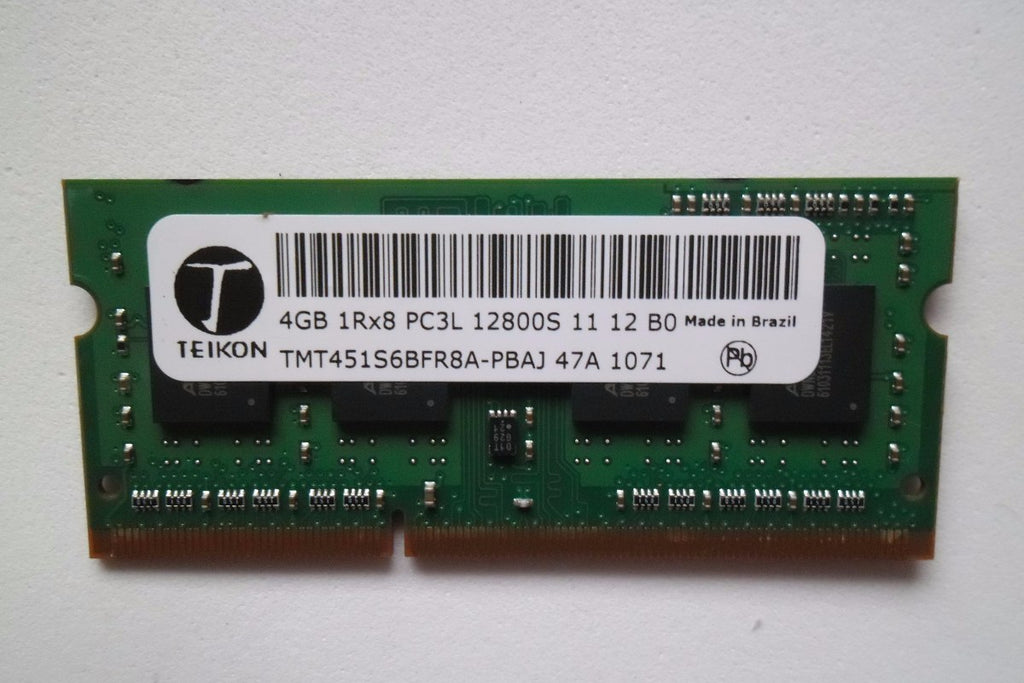 T
TEIKON
4GB 1Rx8 PC3L 12800S 11 12 B0 Made in Brazil
TMT451S6BFR8A-PBAJ 47A 1071
Pb